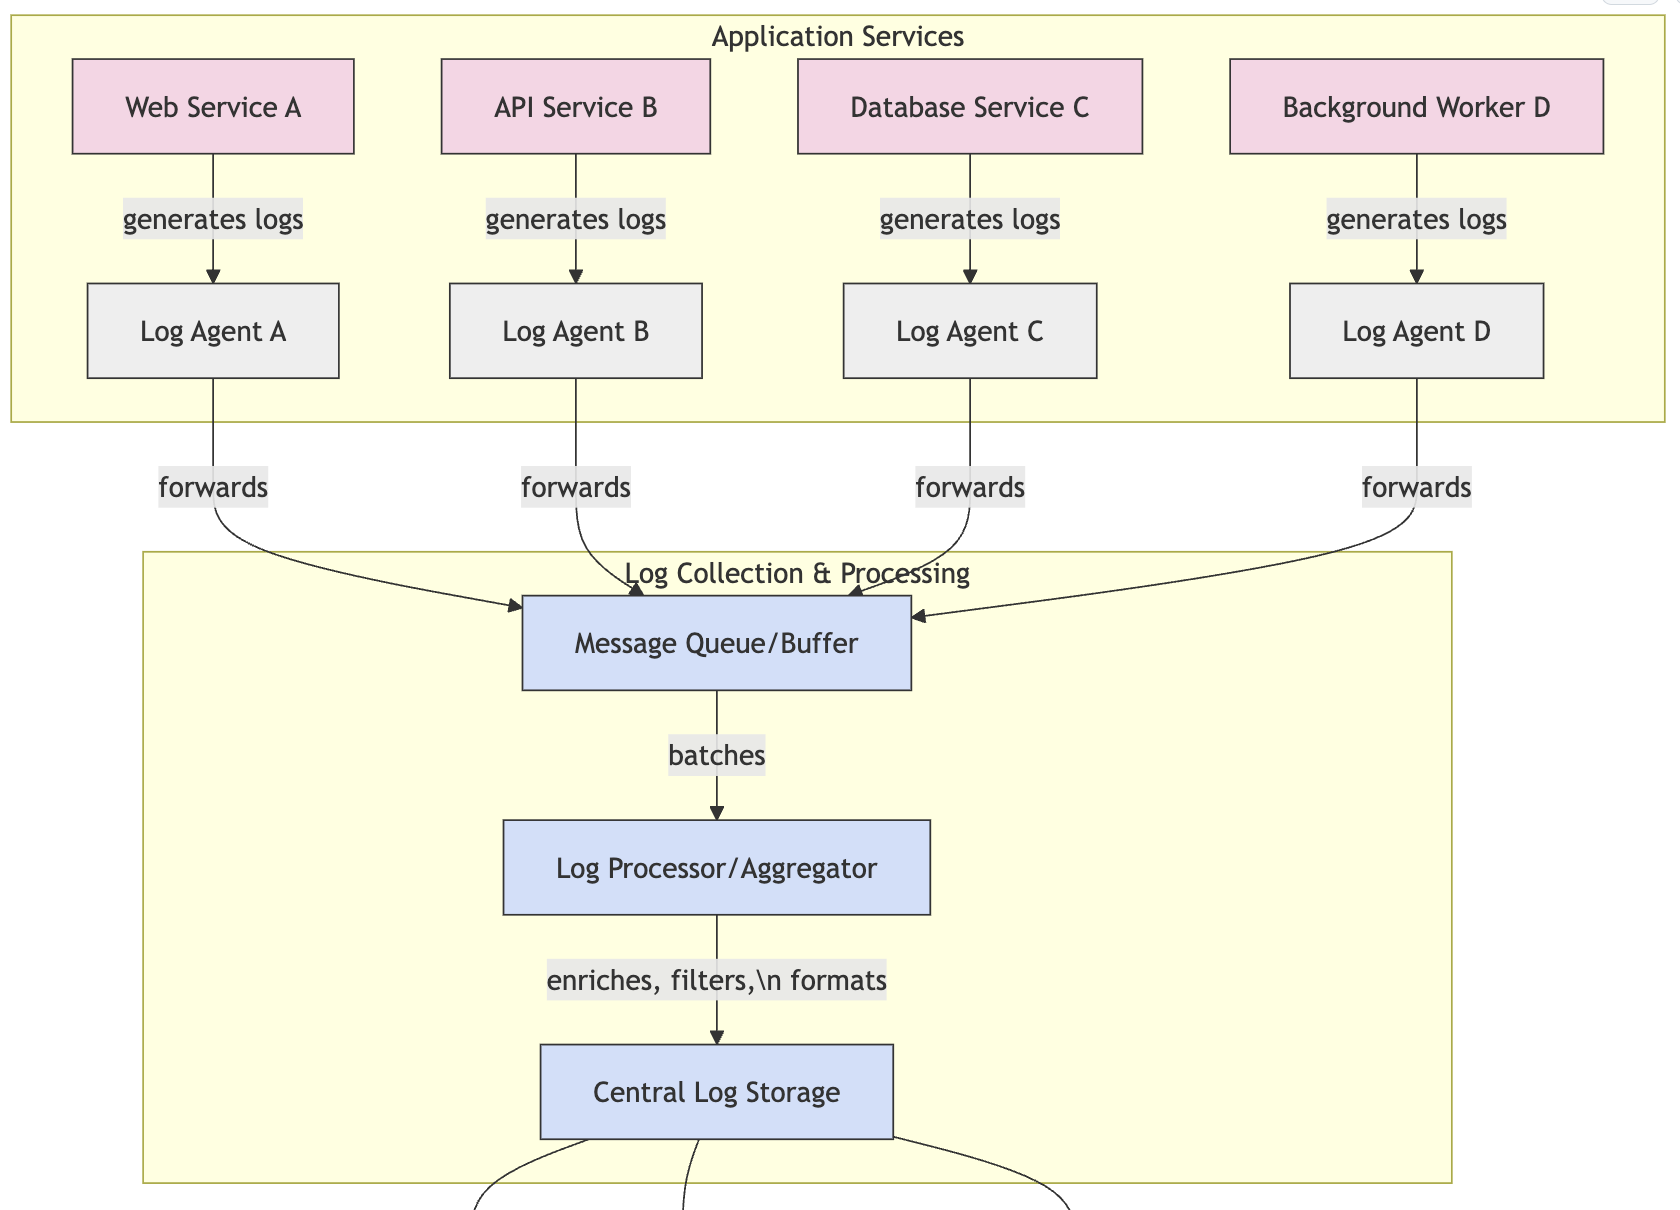 Application Services
Web Service A
API Service B
Database Service C
Background Worker D
generates logs
generates logs
generates logs
generates logs
Log Agent A
Log Agent B
Log Agent C
Log Agent D
forwards
forwards
forwards
forwards
Log Collection & Processing
Message Queue/Buffer
batches
Log Processor/Aggregator
enriches, filters,\n formats
Central Log Storage